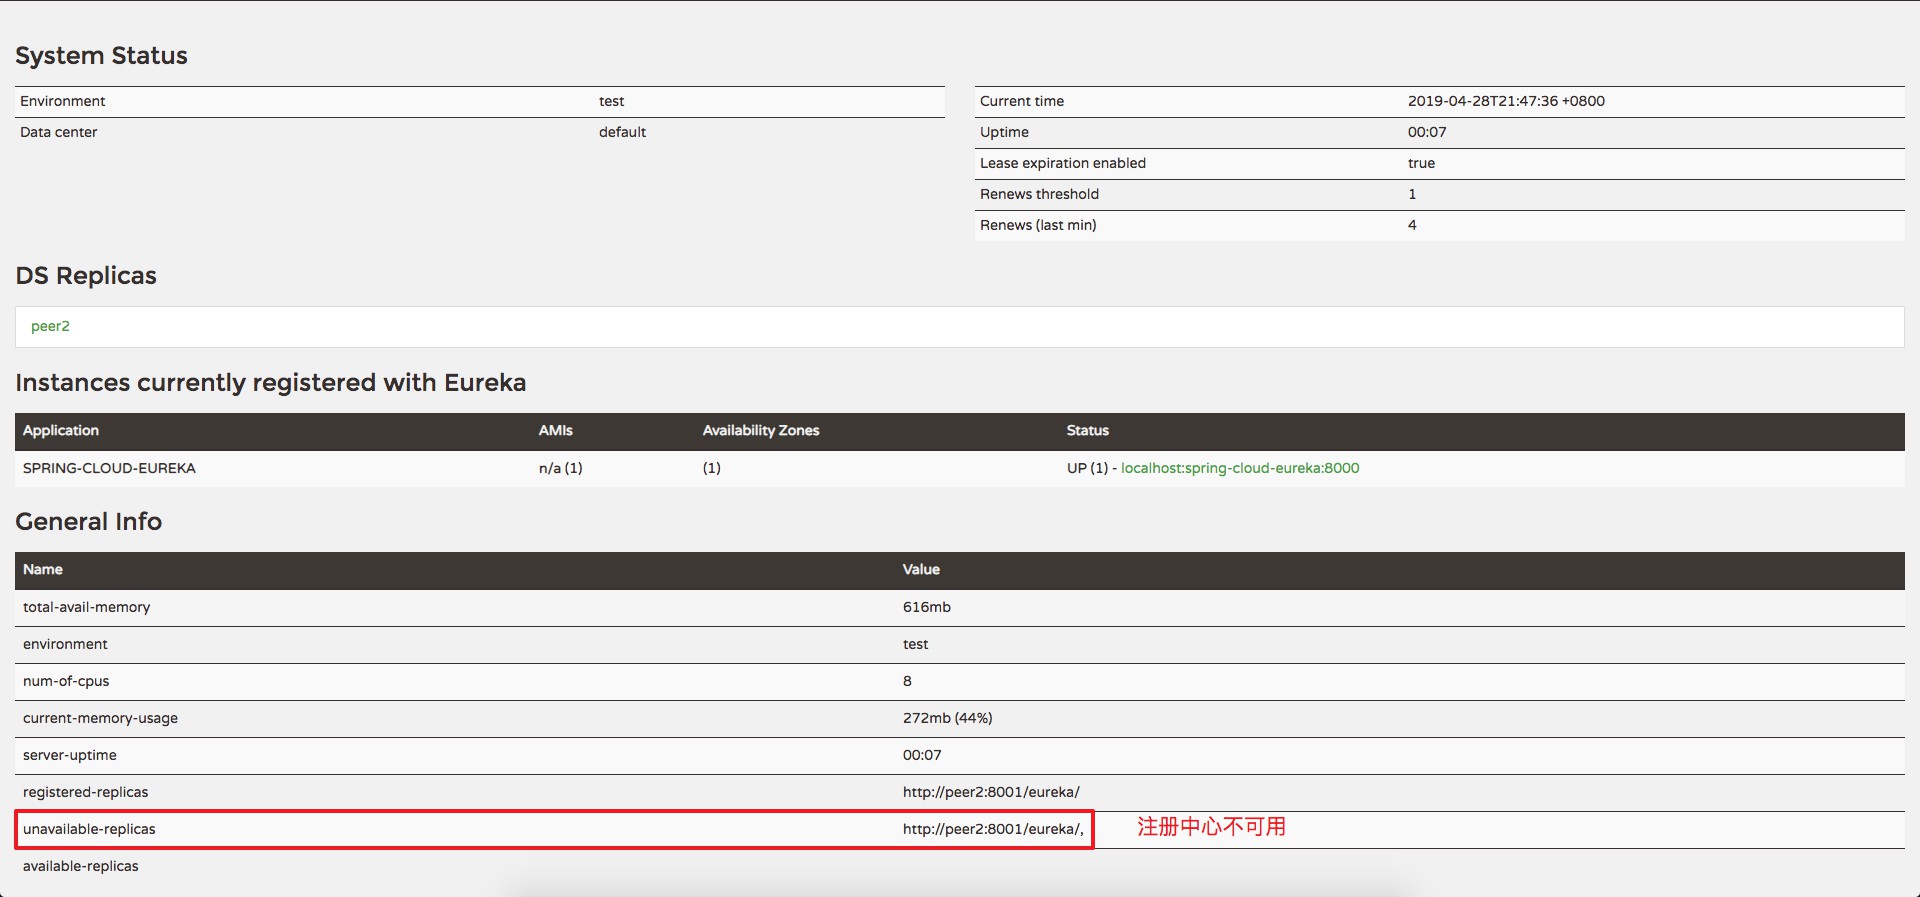 System Status
Environment test
Data center default
Current time 2019-04-28T21:47:36 +0800
Uptime 00:07
Lease expiration enabled true
Renews threshold 1
Renews (last min) 4
DS Replicas
peer2
Instances currently registered with Eureka
Application AMIs Availability Zones Status
SPRING-CLOUD-EUREKA n/a (1) (1) UP (1) - localhost:spring-cloud-eureka:8000
General Info
Name Value
total-avail-memory 616mb
environment test
num-of-cpus 8
current-memory-usage 272mb (44%)
server-uptime 00:07
registered-replicas http://peer2:8001/eureka/
unavailable-replicas http://peer2:8001/eureka/, 注册中心不可用
available-replicas